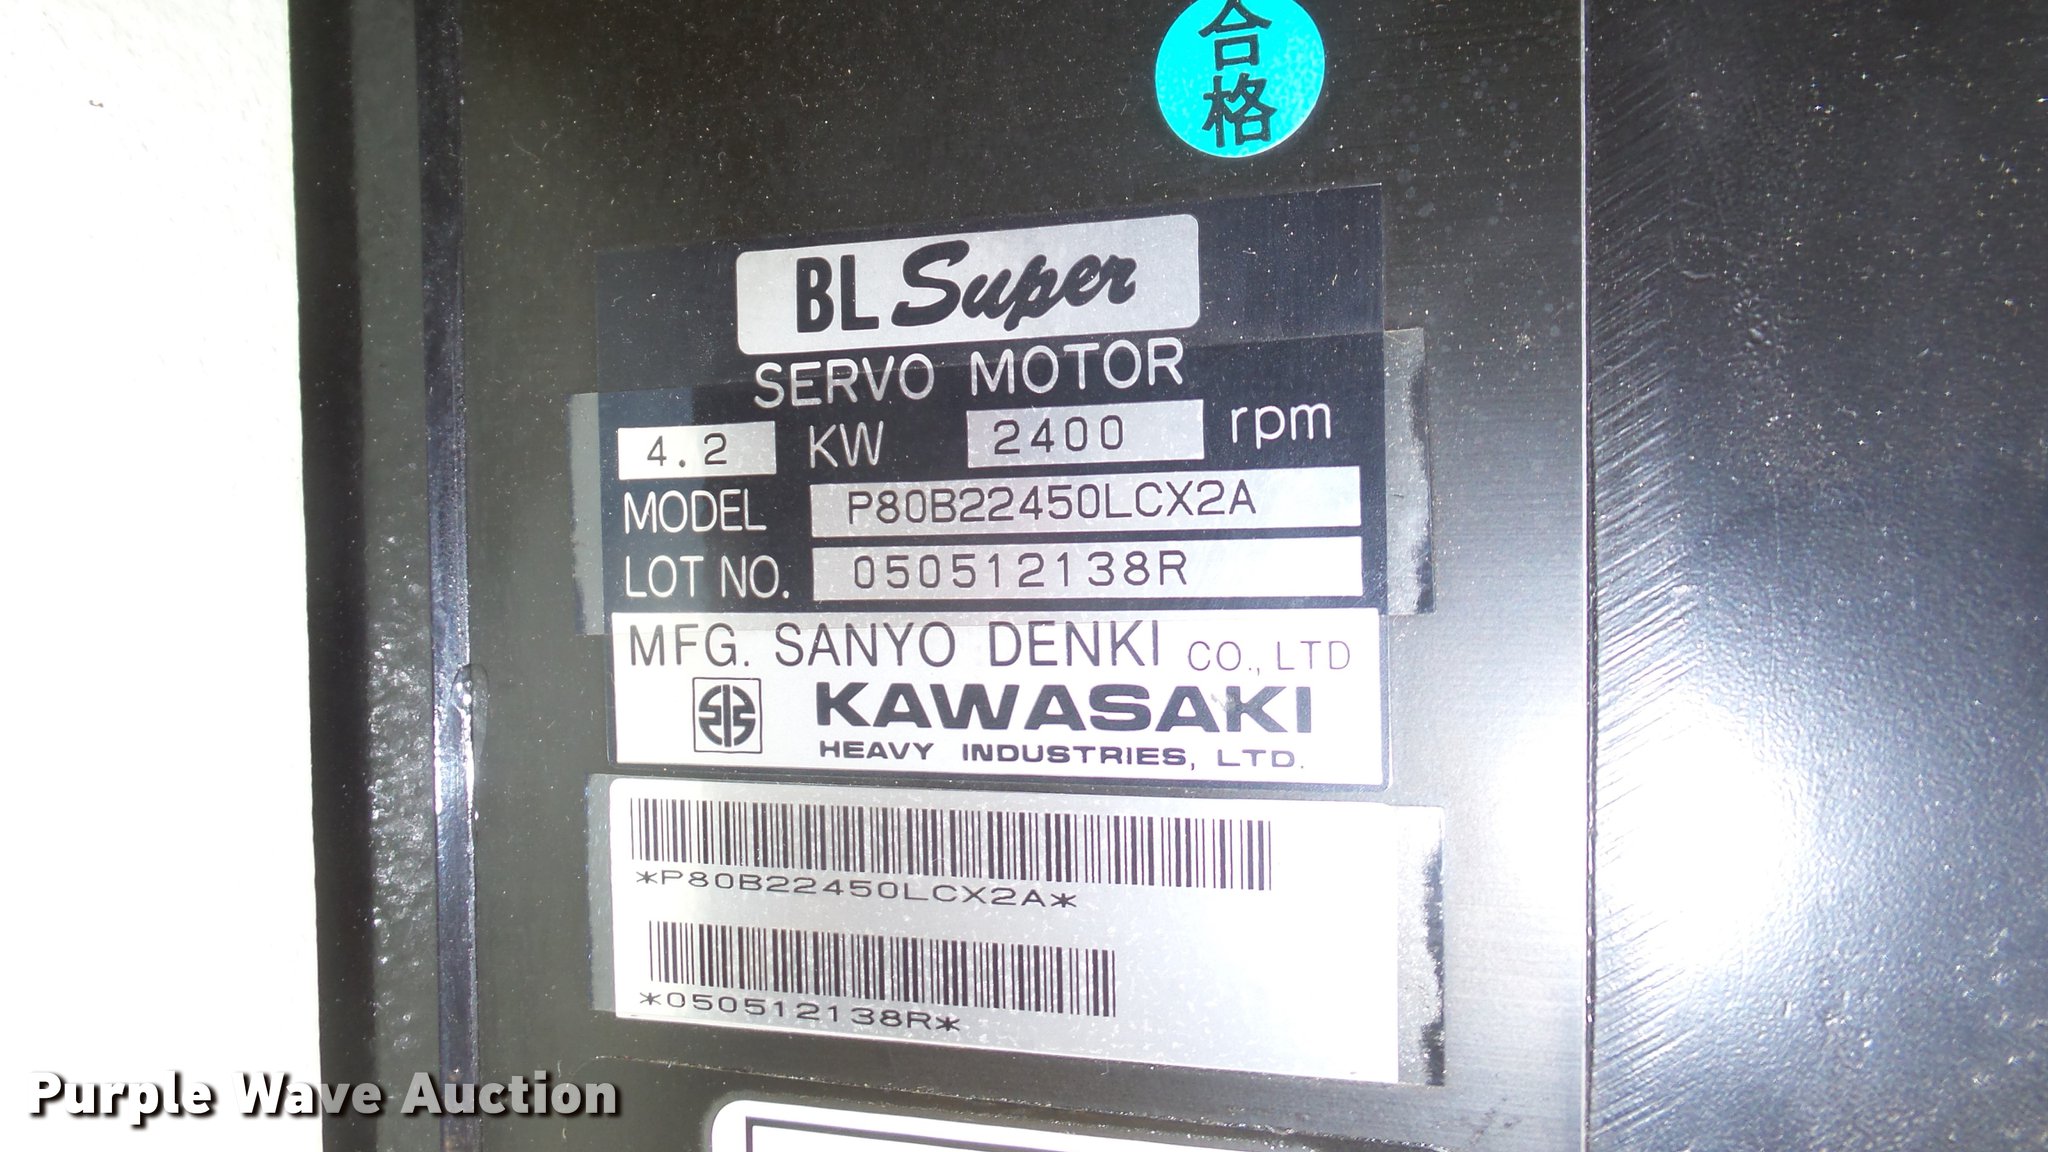 合
格
BL Super
SERVO MOTOR
4.2 KW 2400 rpm
MODEL P80B22450LCX2A
LOT NO. 050512138R
MFG. SANYO DENKI CO., LTD
KAWASAKI
HEAVY INDUSTRIES, LTD.
*P80B22450LCX2A*
*050512138R*
Purple Wave Auction